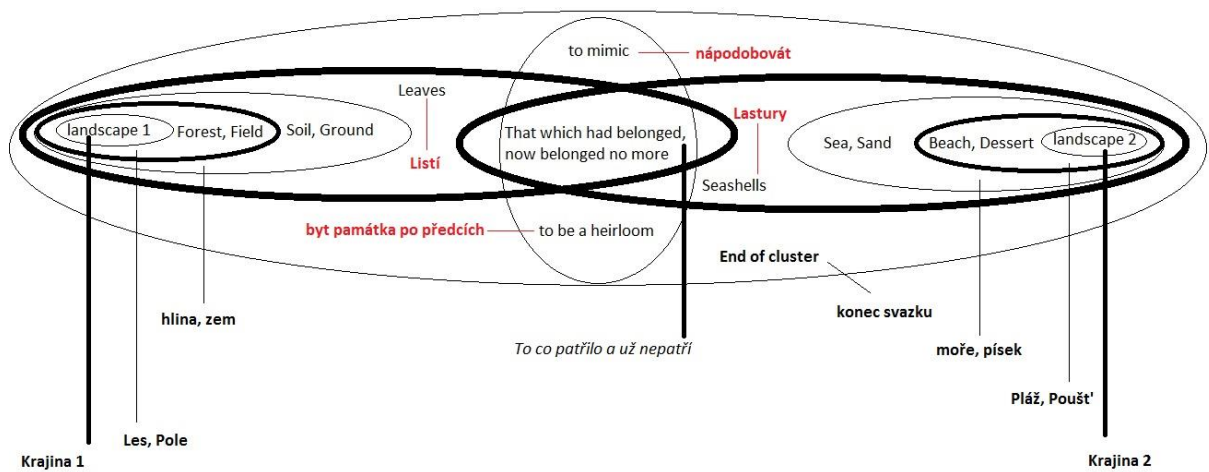 to mimic
nápodobovát
Leaves
Lastury
landscape 1
Forest, Field
Soil, Ground
That which had belonged,
now belonged no more
Sea, Sand
Beach, Dessert
landscape 2
Listí
Seashells
byt památka po předcích
to be a heirloom
End of cluster
hlina, zem
konec svazku
To co patřilo a už nepatří
moře, písek
Pláž, Poušt'
Les, Pole
Krajina 1
Krajina 2